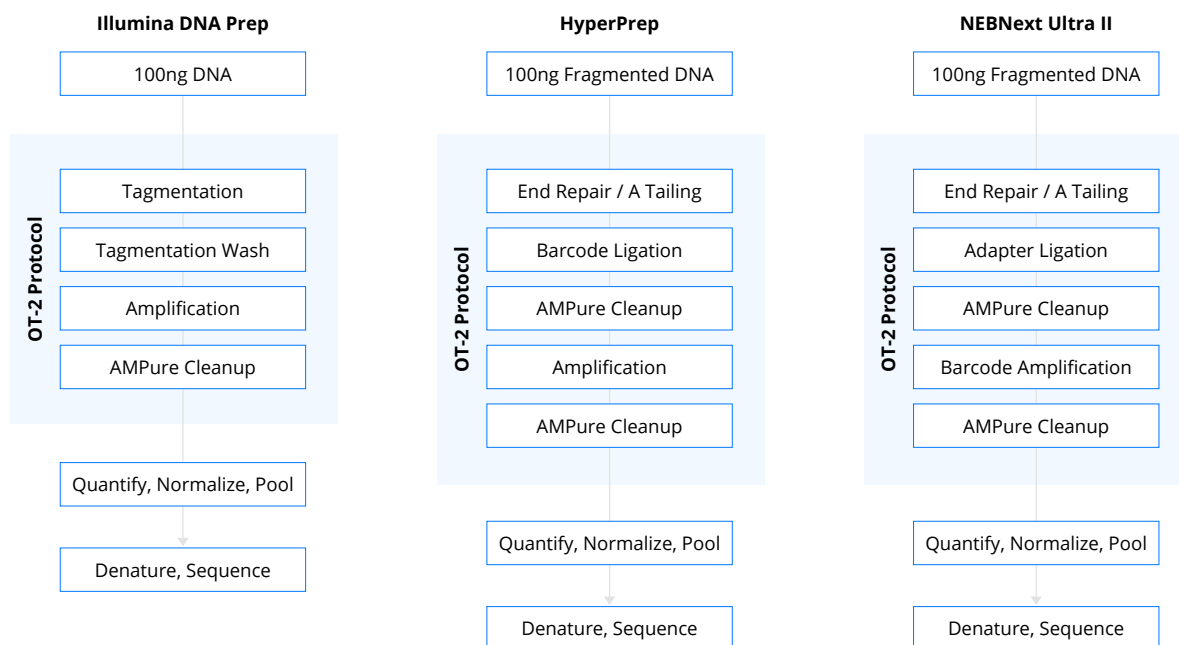 Illumina DNA Prep
100ng DNA
OT-2 Protocol
Tagmentation
Tagmentation Wash
Amplification
AMPure Cleanup
Quantify, Normalize, Pool
Denature, Sequence
HyperPrep
100ng Fragmented DNA
OT-2 Protocol
End Repair / A Tailing
Barcode Ligation
AMPure Cleanup
Amplification
AMPure Cleanup
Quantify, Normalize, Pool
Denature, Sequence
NEBNext Ultra II
100ng Fragmented DNA
OT-2 Protocol
End Repair / A Tailing
Adapter Ligation
AMPure Cleanup
Barcode Amplification
AMPure Cleanup
Quantify, Normalize, Pool
Denature, Sequence